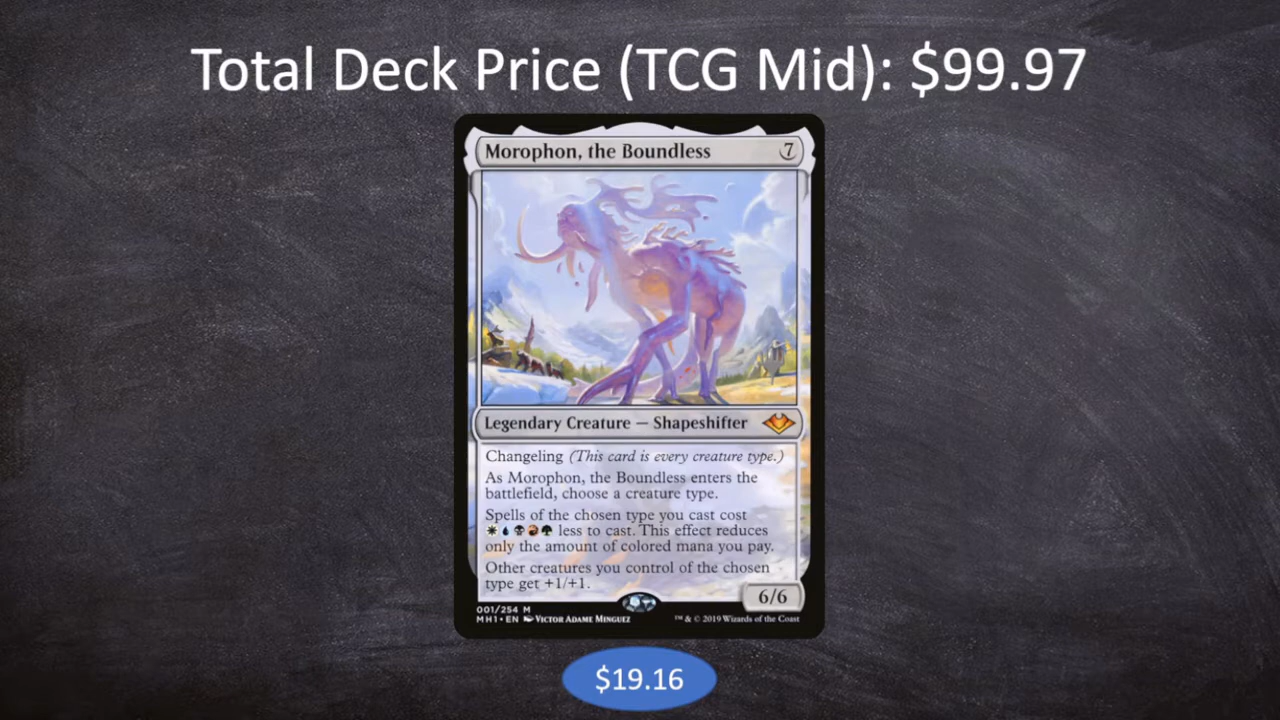 Total Deck Price (TCG Mid): $99.97
Morophon, the Boundless 7
Legendary Creature — Shapeshifter
Changeling (This card is every creature type.)
As Morophon, the Boundless enters the
battlefield, choose a creature type.
Spells of the chosen type you cast cost
less to cast. This effect reduces
only the amount of colored mana you pay.
Other creatures you control of the chosen
type get +1/+1.
6/6
001/254 M
MH1 • EN Victor Adame Minguez
™ & © 2019 Wizards of the Coast
$19.16